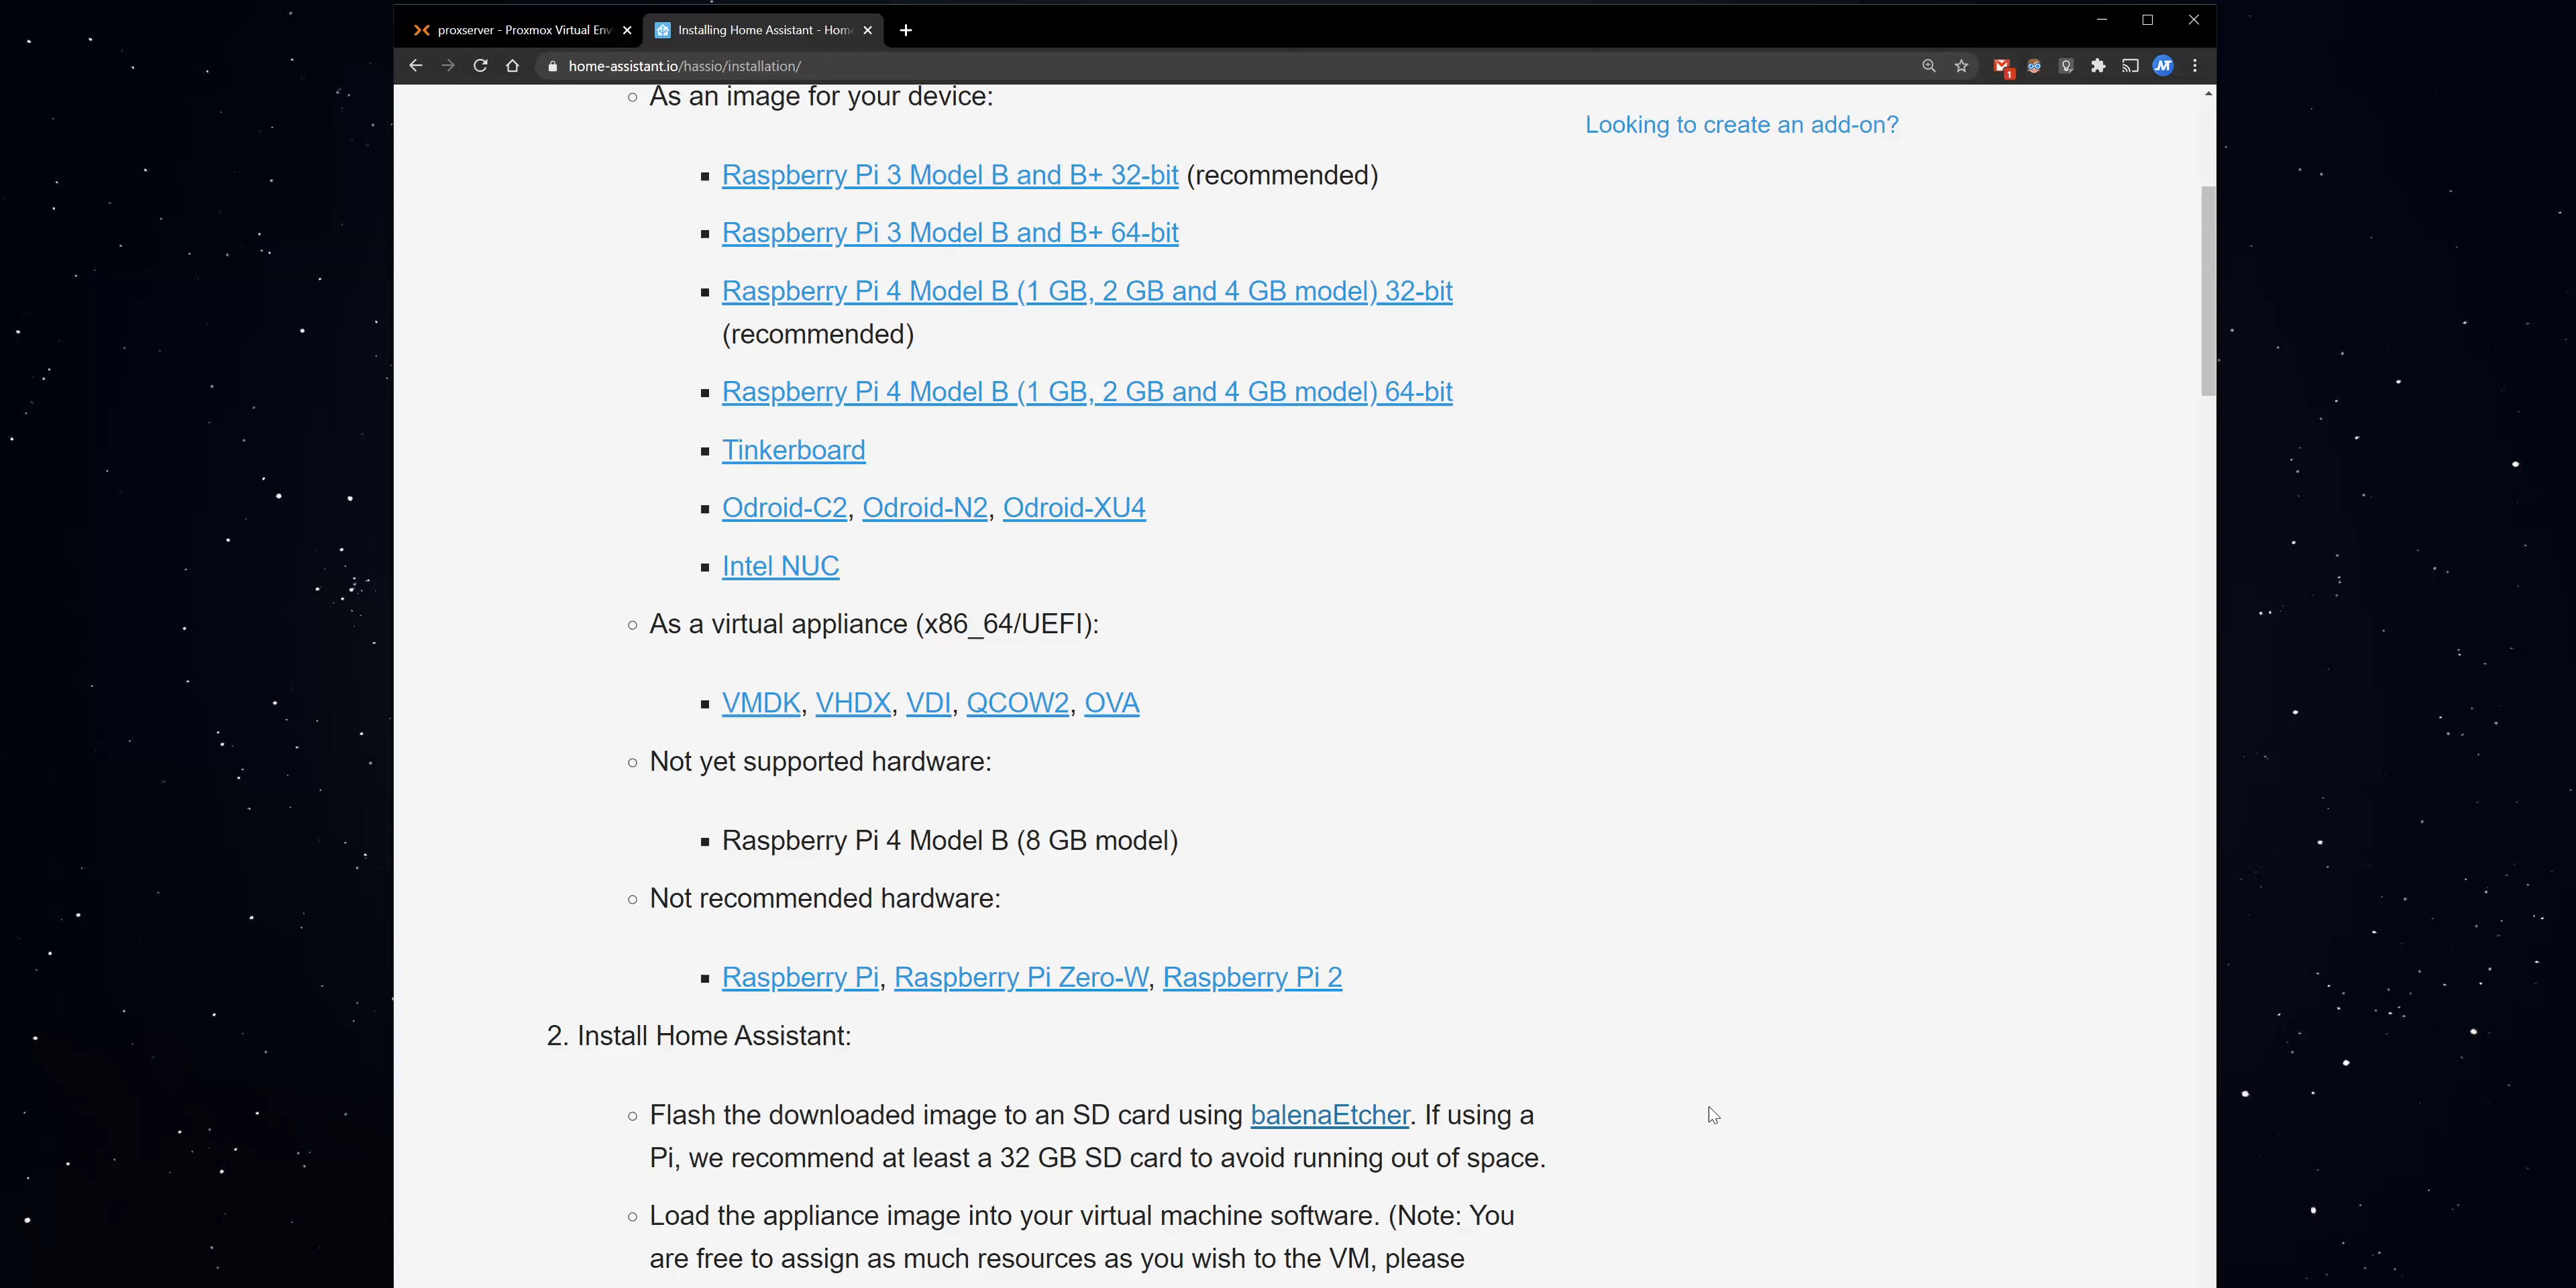 proxserver - Proxmox Virtual Env
Installing Home Assistant - Hom
home-assistant.io/hassio/installation/
1
As an image for your device:
Looking to create an add-on?
Raspberry Pi 3 Model B and B+ 32-bit (recommended)
Raspberry Pi 3 Model B and B+ 64-bit
Raspberry Pi 4 Model B (1 GB, 2 GB and 4 GB model) 32-bit
(recommended)
Raspberry Pi 4 Model B (1 GB, 2 GB and 4 GB model) 64-bit
Tinkerboard
Odroid-C2, Odroid-N2, Odroid-XU4
Intel NUC
As a virtual appliance (x86_64/UEFI):
VMDK, VHDX, VDI, QCOW2, OVA
Not yet supported hardware:
Raspberry Pi 4 Model B (8 GB model)
Not recommended hardware:
Raspberry Pi, Raspberry Pi Zero-W, Raspberry Pi 2
2. Install Home Assistant:
Flash the downloaded image to an SD card using balenaEtcher. If using a
Pi, we recommend at least a 32 GB SD card to avoid running out of space.
Load the appliance image into your virtual machine software. (Note: You
are free to assign as much resources as you wish to the VM, please